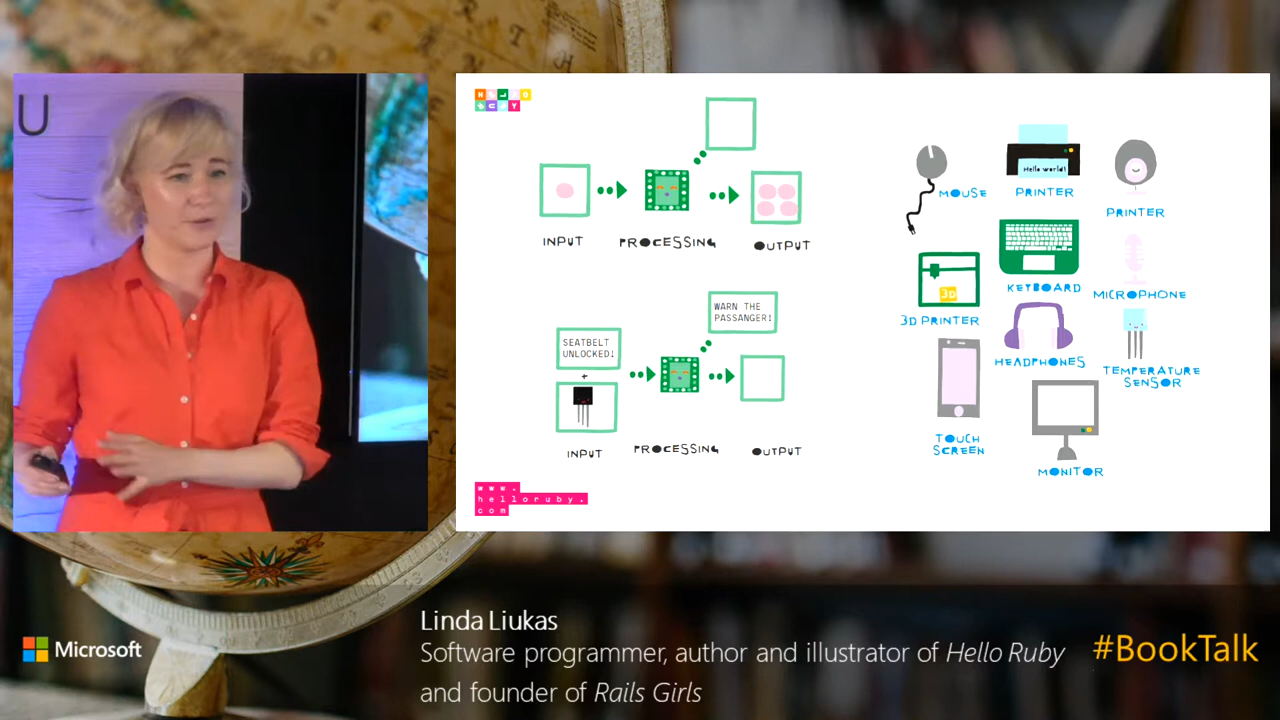 U
HELLO
RUBY
INPUT
PROCESSING
OUTPUT
SEATBELT
UNLOCKED!
+
WARN THE
PASSANGER!
INPUT
PROCESSING
OUTPUT
MOUSE
Hello world!
PRINTER
PRINTER
3D
3D PRINTER
KEYBOARD
MICROPHONE
HEADPHONES
TEMPERATURE
SENSOR
TOUCH
SCREEN
MONITOR
www.
helloruby.
com
Microsoft
Linda Liukas
Software programmer, author and illustrator of Hello Ruby
and founder of Rails Girls
#BookTalk